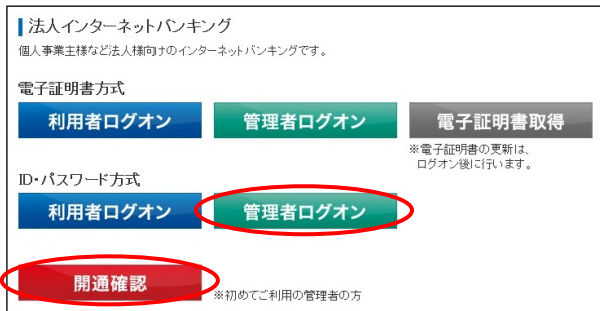 法人インターネットバンキング
個人事業主様など法人様向けのインターネットバンキングです。
電子証明書方式
利用者ログオン 管理者ログオン 電子証明書取得
※電子証明書の更新は、
ログオン後に行います。
ID・パスワード方式
利用者ログオン 管理者ログオン
開通確認 ※初めてご利用の管理者の方